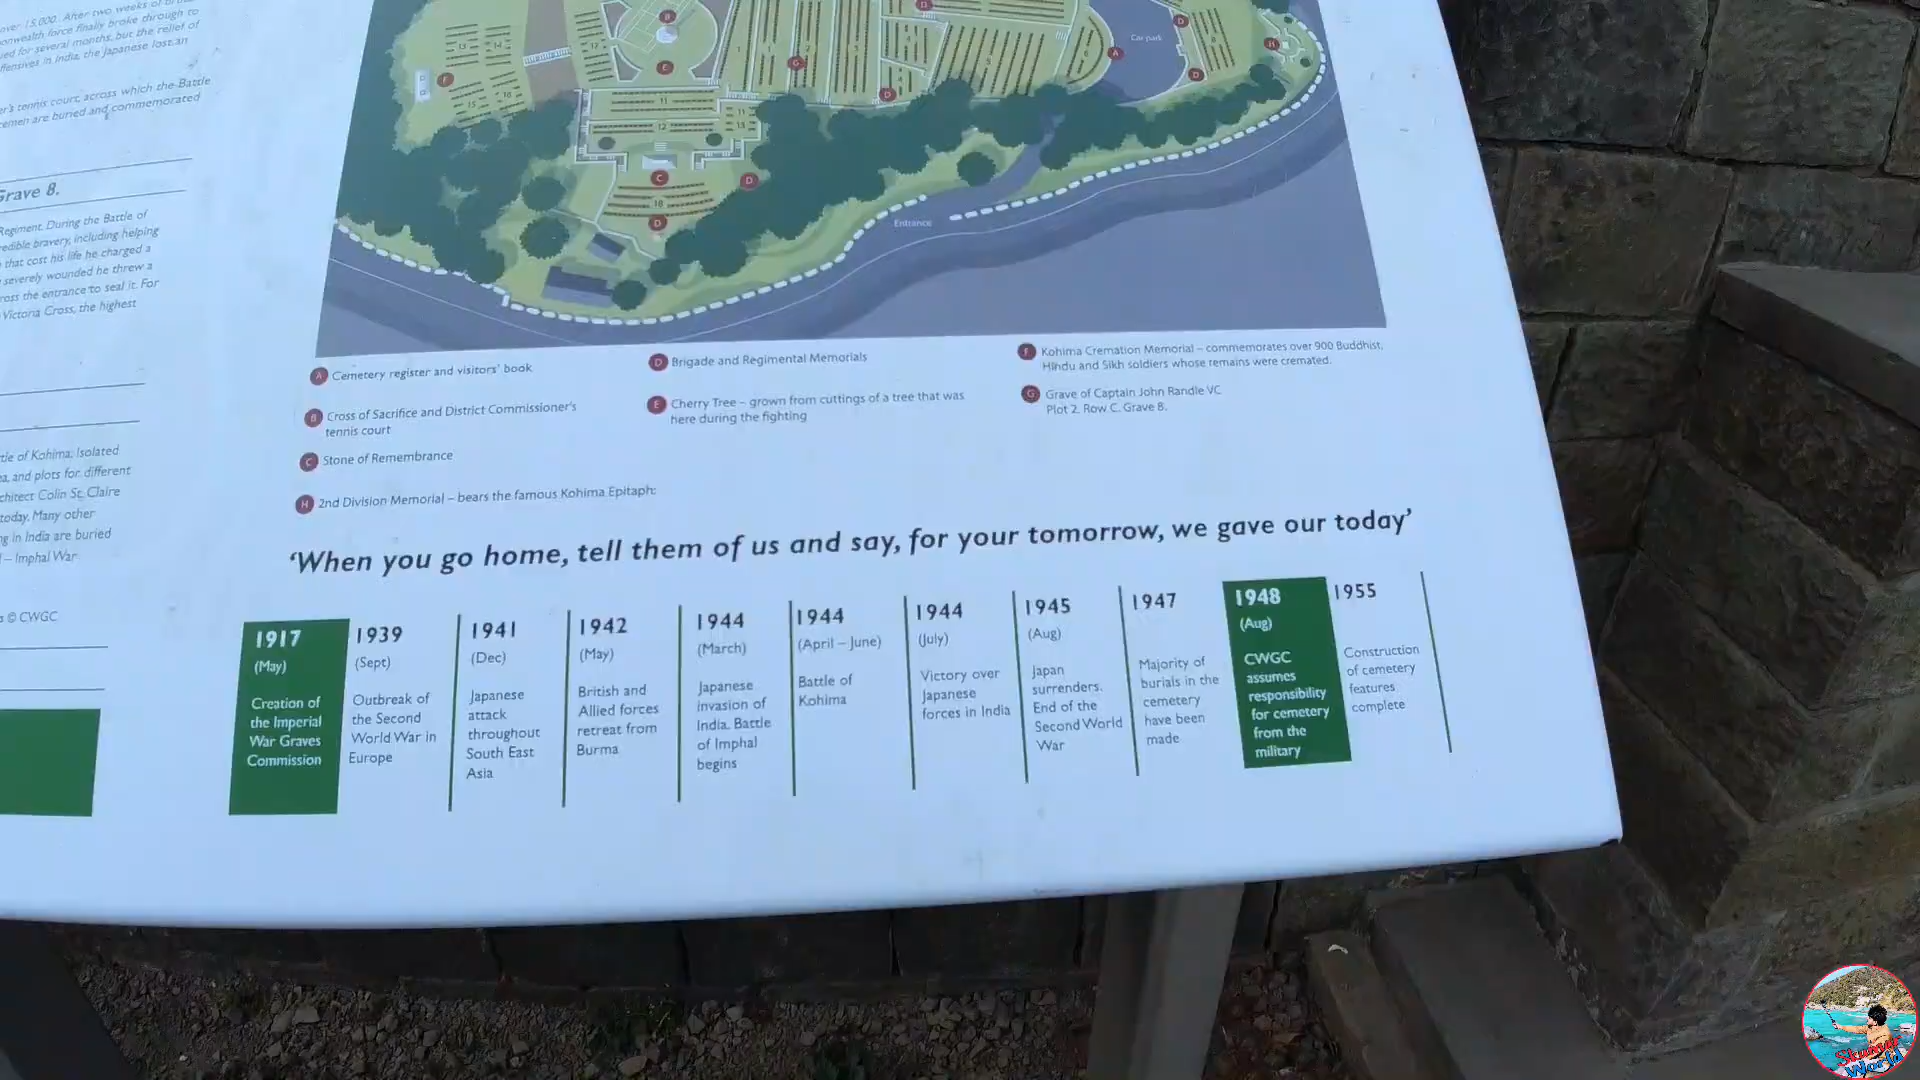 over 15,000. After two weeks of
onwealth force finally broke through to
ued for several months, but the relief of
ffensives in India, the Japanese lost an
er's tennis court, across which the Battle
cemen are buried and commemorated
Grave 8.
Regiment. During the Battle of
redible bravery, including helping
that cost his life he charged a
severely wounded he threw a
ross the entrance to seal it. For
Victoria Cross, the highest
tle of Kohima. Isolated
a, and plots for different
chitect Colin St. Claire
today. Many other
ng in India are buried
– Imphal War
© CWGC
Car park
Entrance
A Cemetery register and visitors' book
B Cross of Sacrifice and District Commissioner's
tennis court
C Stone of Remembrance
H 2nd Division Memorial – bears the famous Kohima Epitaph:
D Brigade and Regimental Memorials
E Cherry Tree – grown from cuttings of a tree that was
here during the fighting
F Kohima Cremation Memorial – commemorates over 900 Buddhist,
Hindu and Sikh soldiers whose remains were cremated.
G Grave of Captain John Randle VC
Plot 2. Row C. Grave 8.
'When you go home, tell them of us and say, for your tomorrow, we gave our today'
1917
(May)
Creation of
the Imperial
War Graves
Commission
1939
(Sept)
Outbreak of
the Second
World War in
Europe
1941
(Dec)
Japanese
attack
throughout
South East
Asia
1942
(May)
British and
Allied forces
retreat from
Burma
1944
(March)
Japanese
invasion of
India. Battle
of Imphal
begins
1944
(April – June)
Battle of
Kohima
1944
(July)
Victory over
Japanese
forces in India
1945
(Aug)
Japan
surrenders.
End of the
Second World
War
1947
Majority of
burials in the
cemetery
have been
made
1948
(Aug)
CWGC
assumes
responsibility
for cemetery
from the
military
1955
Construction
of cemetery
features
complete